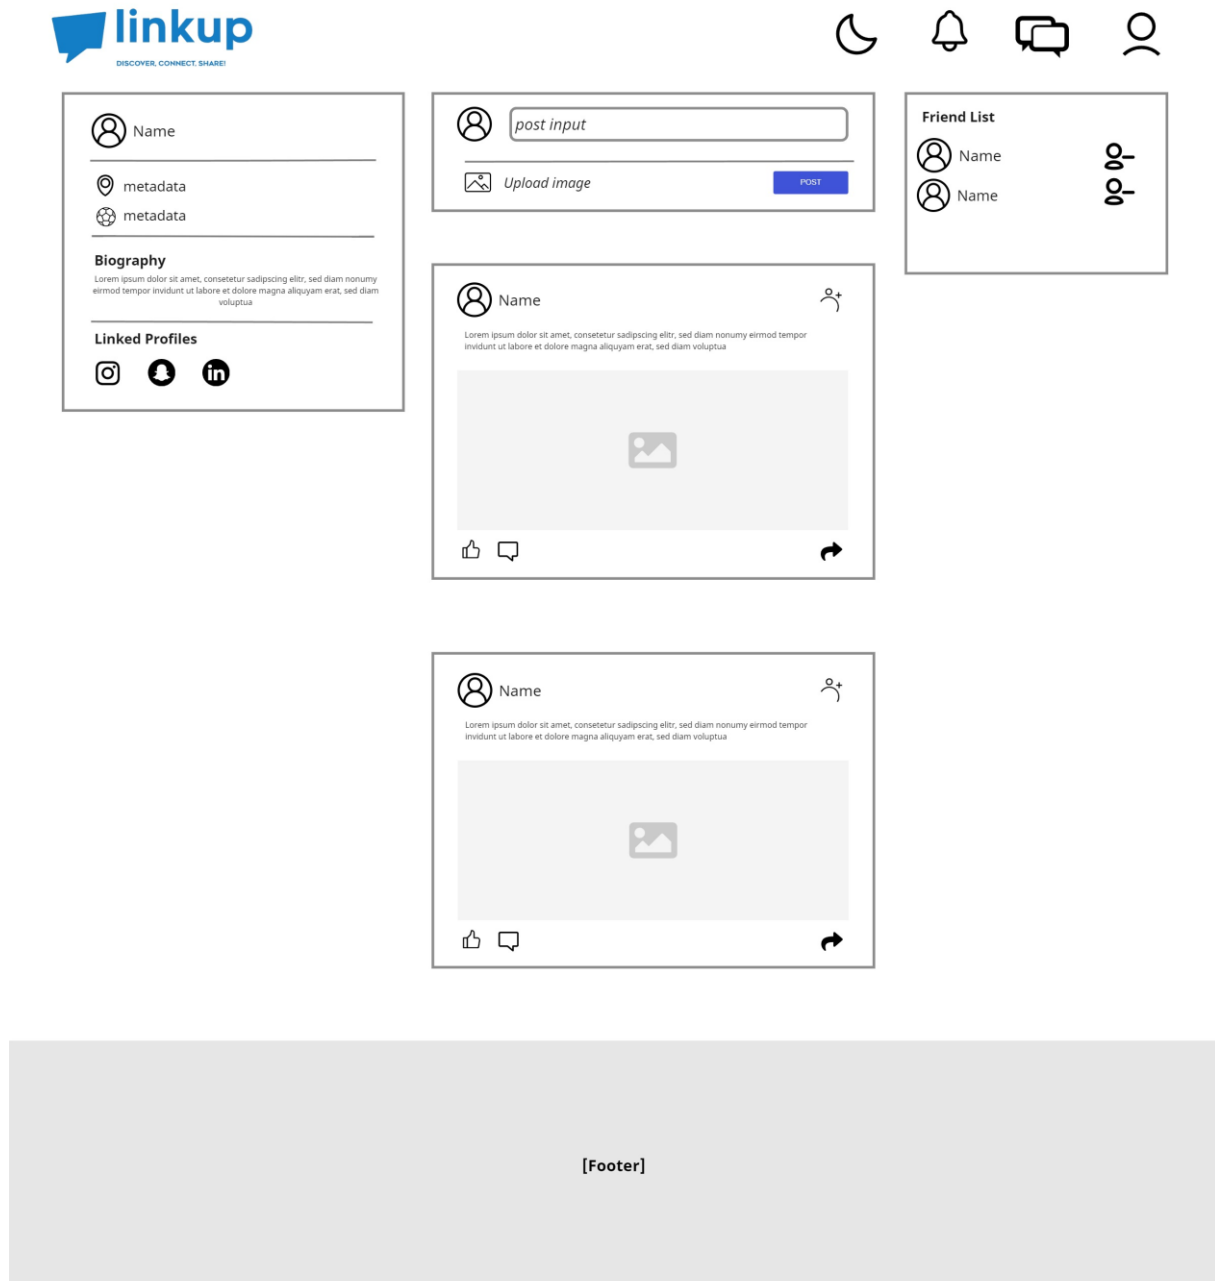 linkup
DISCOVER, CONNECT. SHARE!
Name
metadata
metadata
Biography
Lorem ipsum dolor sit amet, consetetur sadipscing elitr, sed diam nonumy
eirmod tempor invidunt ut labore et dolore magna aliquyam erat, sed diam
voluptua
Linked Profiles
in
post input
Upload image
POST
Name
Lorem ipsum dolor sit amet, consetetur sadipscing elitr, sed diam nonumy eirmod tempor
invidunt ut labore et dolore magna aliquyam erat, sed diam voluptua
Name
Lorem ipsum dolor sit amet, consetetur sadipscing elitr, sed diam nonumy eirmod tempor
invidunt ut labore et dolore magna aliquyam erat, sed diam voluptua
Friend List
Name
Name
[Footer]